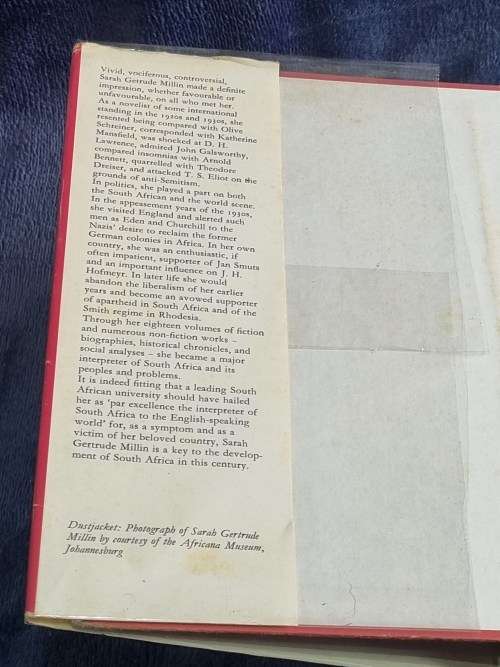 Vivid, vociferous, controversial,
Sarah Getrude Millin made a definite
impression, whether favourable or
unfavourable, on all who met her.
As a novelist of some international
standing in the 1920s and 1930s, she
resented being compared with Olive
Schreiner, corresponded with Katherine
Mansfield, was shocked at D. H.
Lawrence, admired John Galsworthy,
compared insomnias with Arnold
Bennett, quarrelled with Theodore
Dreiser, and attacked T. S. Eliot on the
grounds of anti-Semitism.
In politics, she played a part on both
the South African and the world scene.
In the appeasement years of the 1930s,
she visited England and alerted such
men as Eden and Churchill to the
Nazis' desire to reclaim the former
German colonies in Africa. In her own
country, she was an enthusiastic, if
often impatient, supporter of Jan Smuts
and an important influence on J. H.
Hofmeyr. In later life she would
abandon the liberalism of her earlier
years and become an avowed supporter
of apartheid in South Africa and of the
Smith regime in Rhodesia.
Through her eighteen volumes of fiction
and numerous non-fiction works –
biographies, historical chronicles, and
social analyses – she became a major
interpreter of South Africa and its
peoples and problems.
It is indeed fitting that a leading South
African university should have hailed
her as 'par excellence the interpreter of
South Africa to the English-speaking
world' for, as a symptom and as a
victim of her beloved country, Sarah
Gertrude Millin is a key to the develop-
ment of South Africa in this century.
Dustjacket: Photograph of Sarah Gertrude
Millin by courtesy of the Africana Museum,
Johannesburg